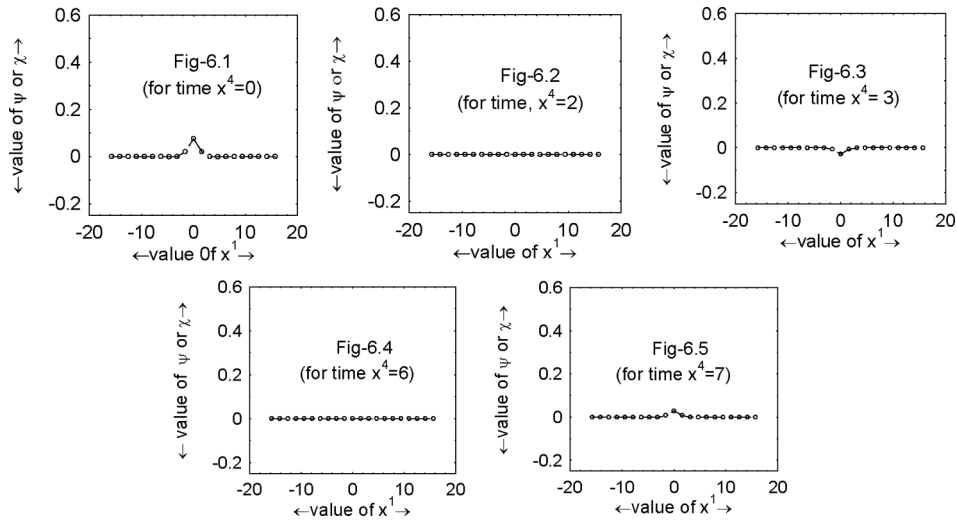 0.6
0.4
0.2
0
-0.2
←value of ψ or χ→
Fig-6.1
(for time x⁴=0)
-20 -10 0 10 20
←value 0f x¹→
0.6
0.4
0.2
0
-0.2
←value of ψ or χ→
Fig-6.2
(for time, x⁴=2)
-20 -10 0 10 20
←value of x¹→
0.6
0.4
0.2
0
-0.2
←value of ψ or χ→
Fig-6.3
(for time x⁴= 3)
-20 -10 0 10 20
←value of x¹→
0.6
0.4
0.2
0
-0.2
← value of ψ or χ→
Fig-6.4
(for time x⁴=6)
-20 -10 0 10 20
←value of x¹→
0.6
0.4
0.2
0
-0.2
← value of ψ or χ→
Fig-6.5
(for time x⁴=7)
-20 -10 0 10 20
←value of x¹→